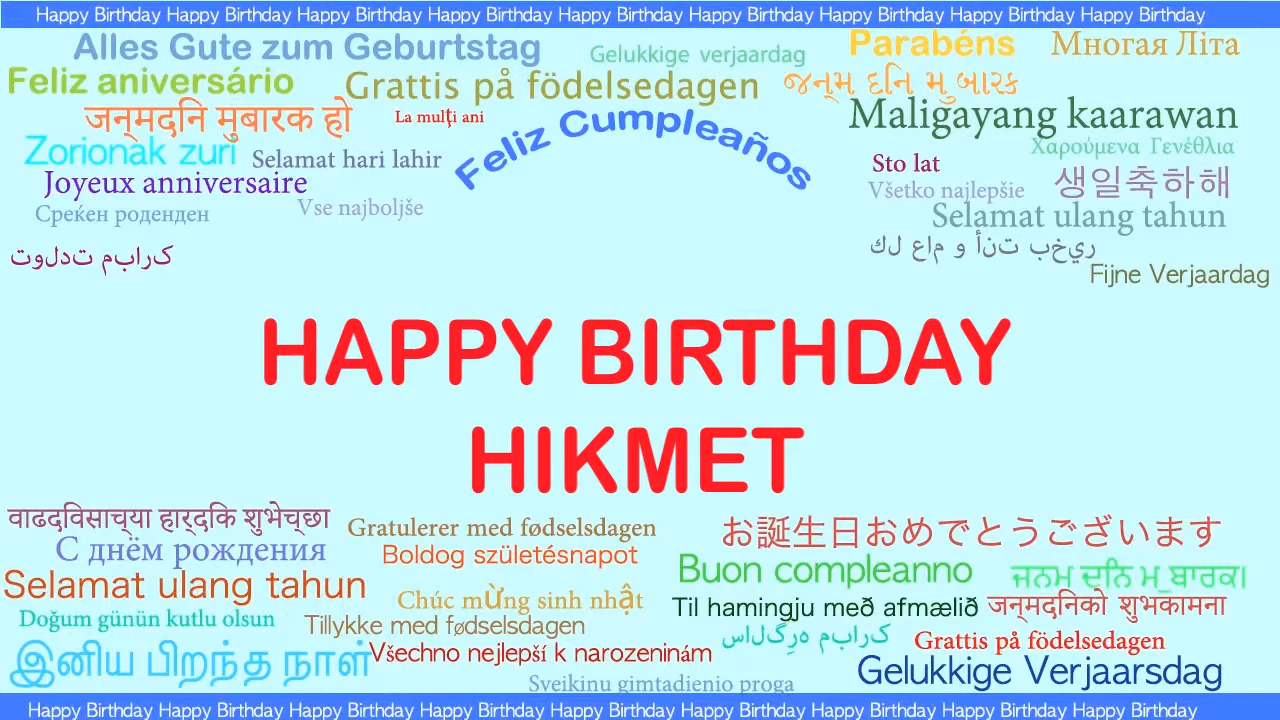 Happy Birthday Happy Birthday Happy Birthday Happy Birthday Happy Birthday Happy Birthday Happy Birthday Happy Birthday Happy Birthday
Alles Gute zum Geburtstag
Gelukkige verjaardag
Parabéns
Многая Літа
Feliz aniversário
Grattis på födelsedagen
જન્મ દનિ મુબારક
जन्मदनि मुबारक हो
La mulţi ani
Feliz Cumpleaños
Maligayang kaarawan
Zorionak zuri
Selamat hari lahir
Χαρούμενα Γενέθλια
Sto lat
Joyeux anniversaire
Všetko najlepšie
생일축하해
Среќен роденден
Vse najboljše
Selamat ulang tahun
تولدت مبارک
كل عام و أنت بخير
Fijne Verjaardag
HAPPY BIRTHDAY
HIKMET
वाढदविसाच्या हार्दकि शुभेच्छा
Gratulerer med fødselsdagen
お誕生日おめでとうございます
С днём рождения
Boldog születésnapot
Buon compleanno
ਜਨਮ ਦਨਿ ਮੁਬਾਰਕ।
Selamat ulang tahun
Chúc mừng sinh nhật
Til hamingju með afmælið
जन्मदनिको शुभकामना
Doğum günün kutlu olsun
Tillykke med fødselsdagen
سالگرہ مبارک
Grattis på födelsedagen
இனிய பிறந்த நாள்
Všechno nejlepší k narozeninám
Gelukkige Verjaarsdag
Sveikinu gimtadienio proga
Happy Birthday Happy Birthday Happy Birthday Happy Birthday Happy Birthday Happy Birthday Happy Birthday Happy Birthday Happy Birthday